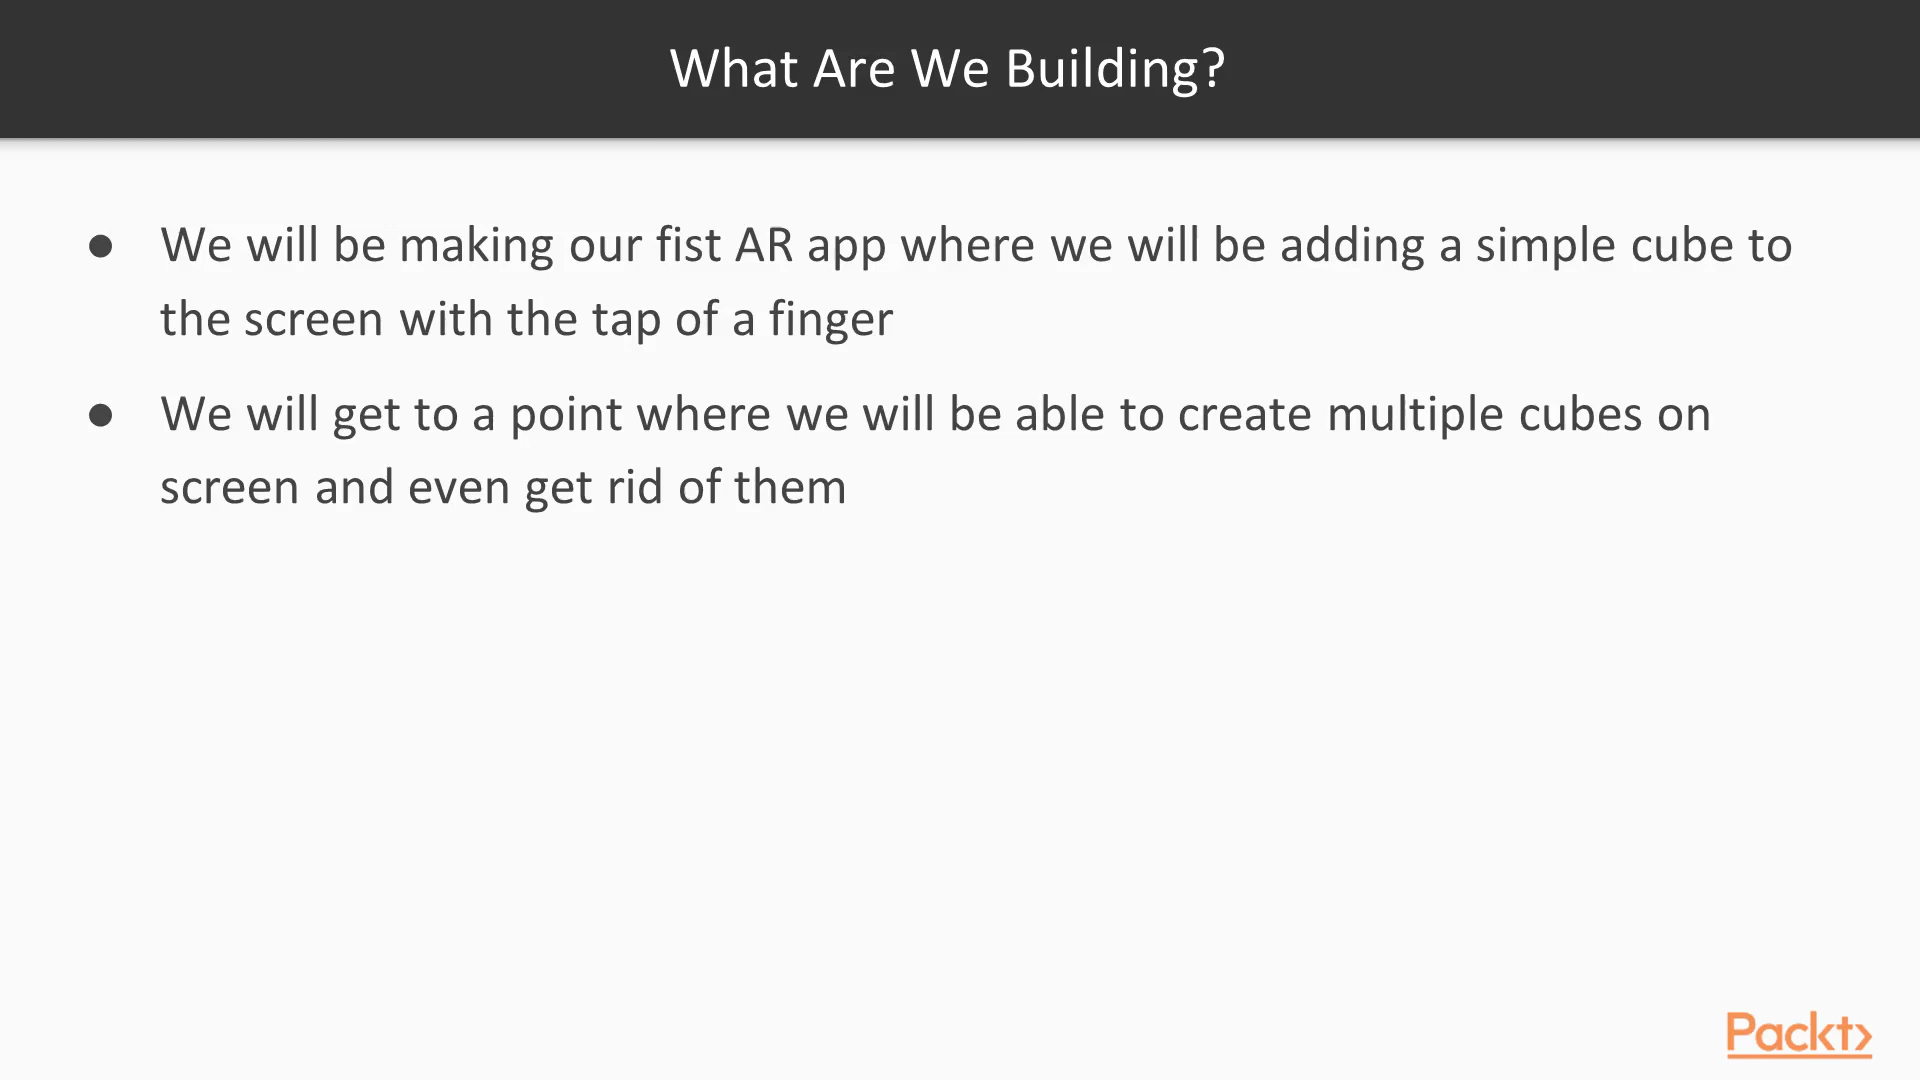 What Are We Building?
● We will be making our fist AR app where we will be adding a simple cube to
the screen with the tap of a finger
● We will get to a point where we will be able to create multiple cubes on
screen and even get rid of them
Packt>